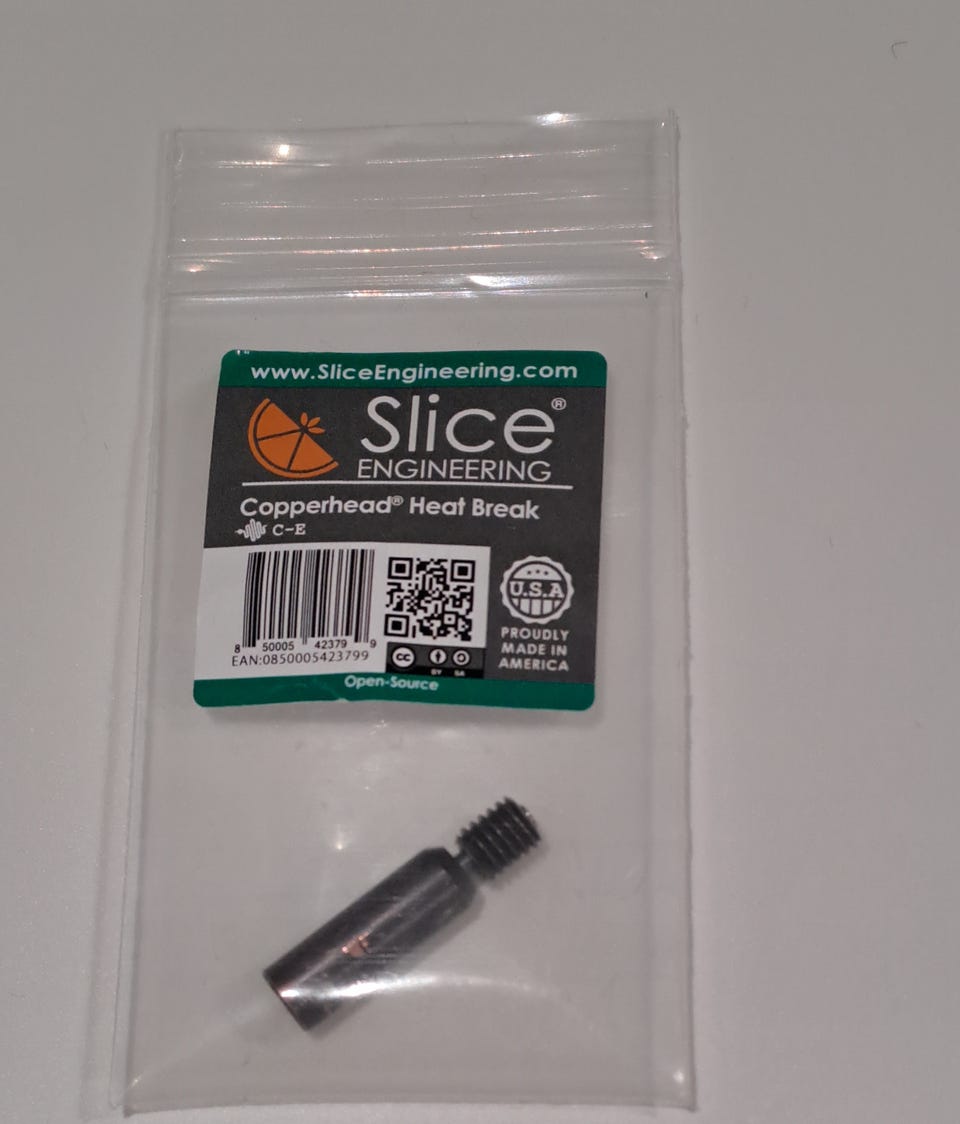 www.SliceEngineering.com
Slice®
ENGINEERING
Copperhead® Heat Break
C-E
8 50005 42379 9
EAN:0850005423799
cc
BY SA
U.S.A
PROUDLY
MADE IN
AMERICA
Open-Source